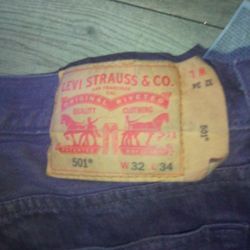 LEVI STRAUSS & CO.
SAN FRANCISCO
CAL
ORIGINAL RIVETED
QUALITY CLOTHING
501®
W 32 L 34
501®